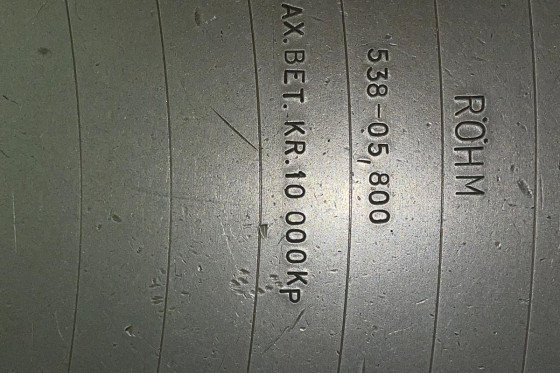 RÖHM
538-05,800
AX. BET. KR. 10 000 KP